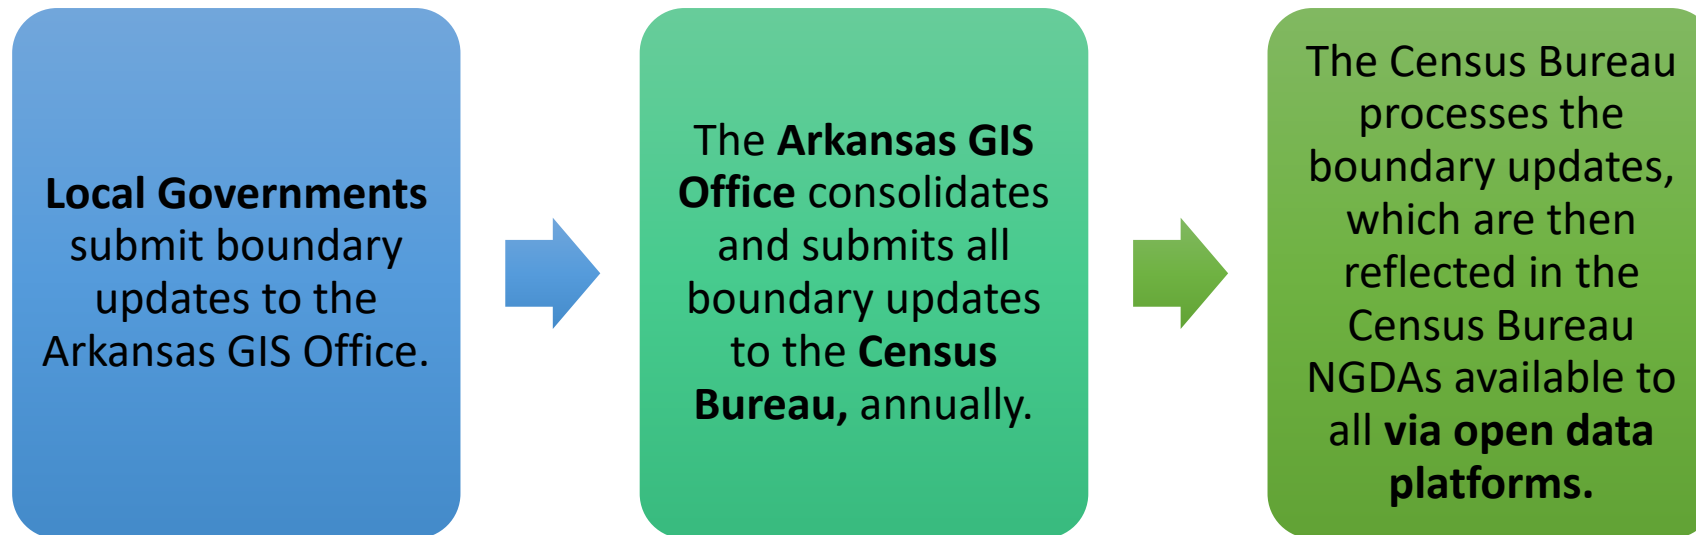 Local Governments
submit boundary
updates to the
Arkansas GIS Office.
The Arkansas GIS
Office consolidates
and submits all
boundary updates
to the Census
Bureau, annually.
The Census Bureau
processes the
boundary updates,
which are then
reflected in the
Census Bureau
NGDAs available to
all via open data
platforms.